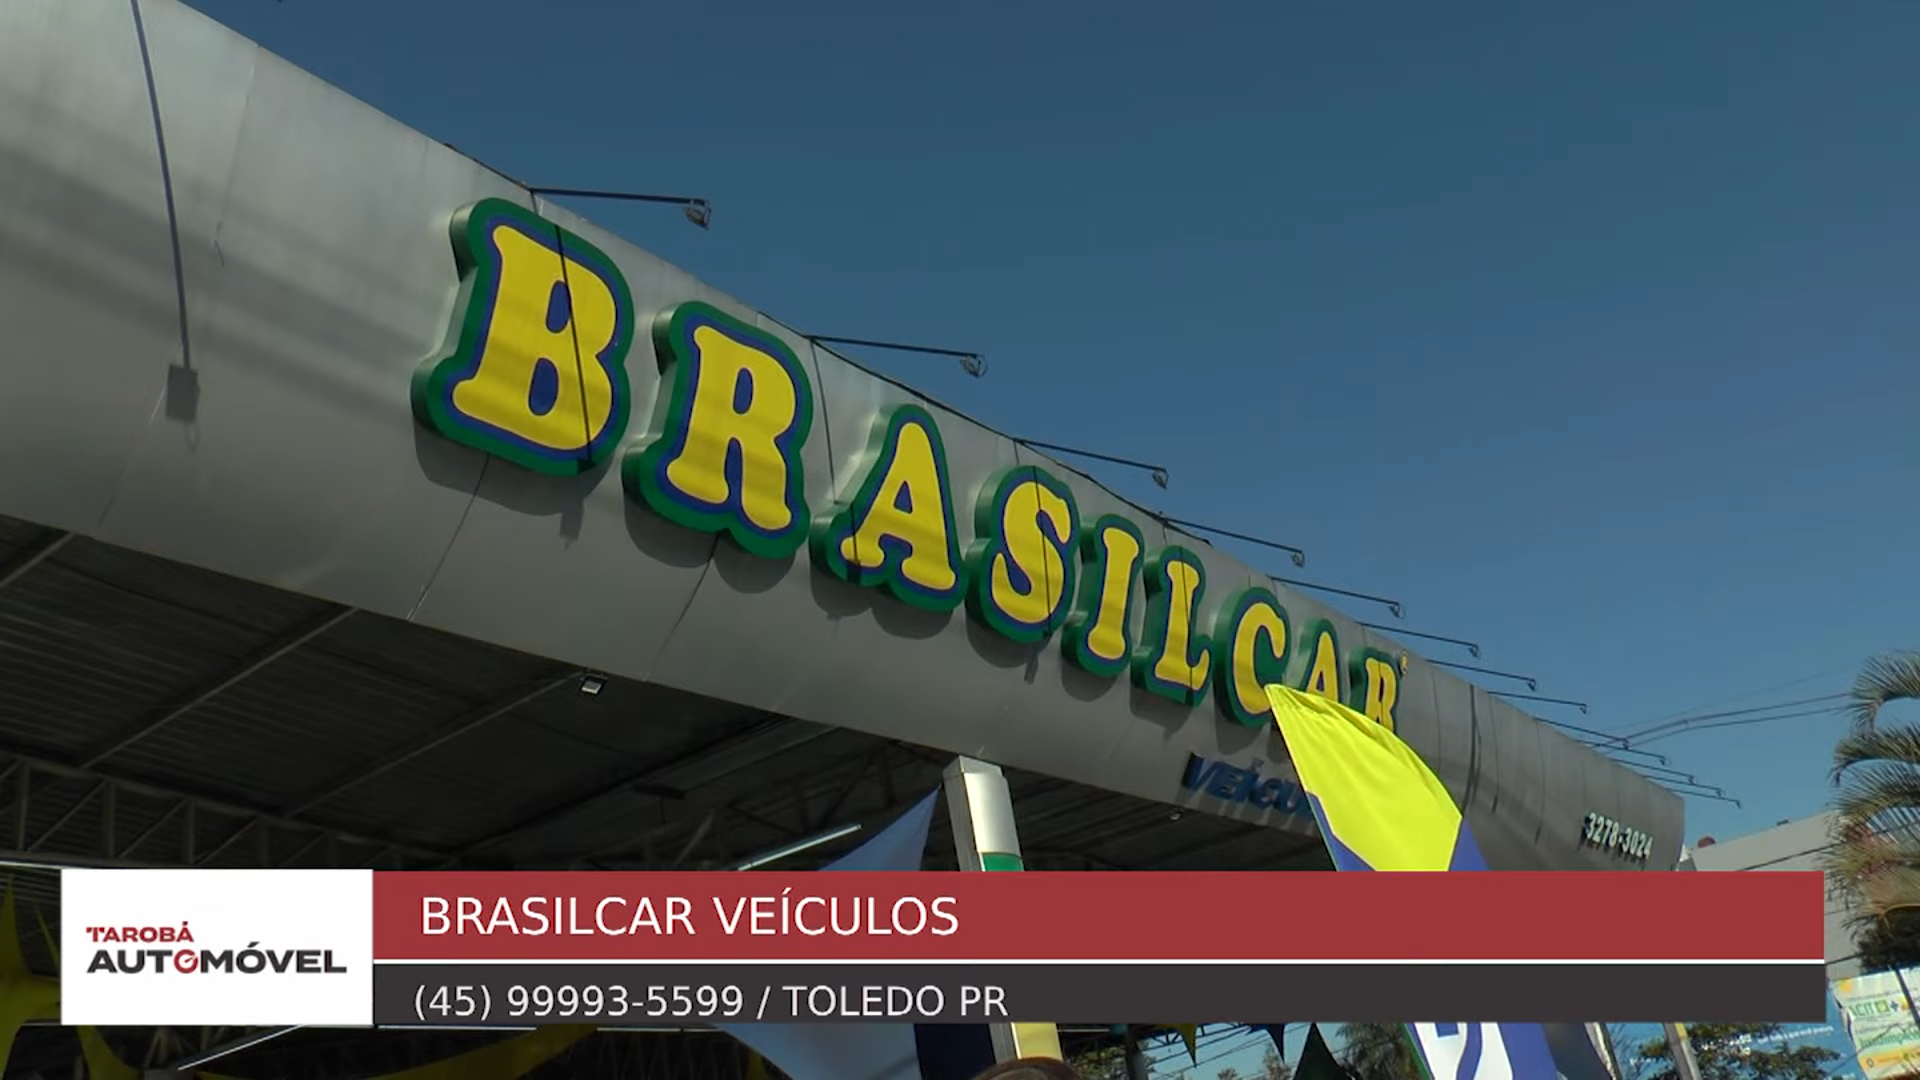 BRASILCAR
3278-3024
TAROBÁ
AUTOMÓVEL
BRASILCAR VEÍCULOS
(45) 99993-5599 / TOLEDO PR